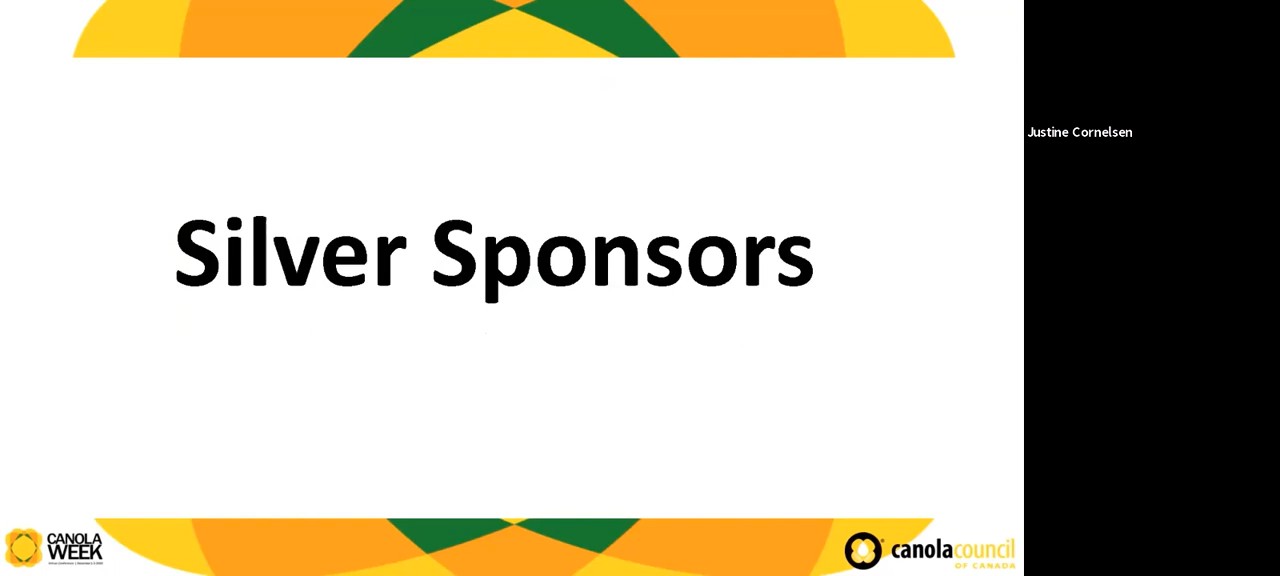 Silver Sponsors
Justine Cornelsen
CANOLA
WEEK
canolacouncil
OF CANADA